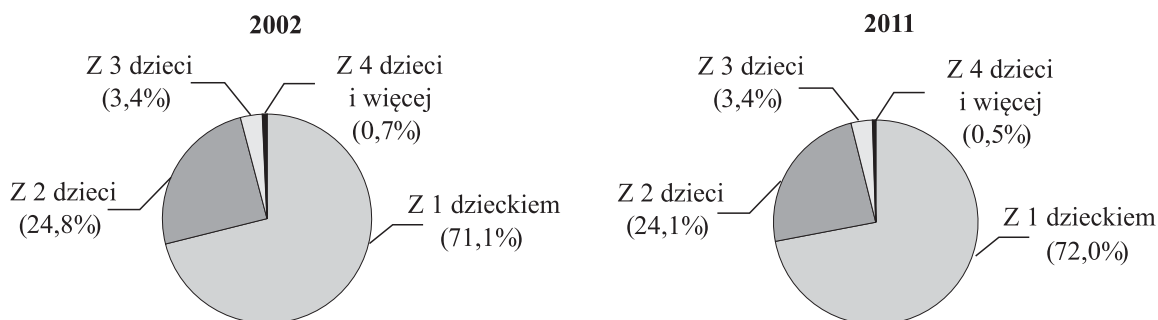 2002
Z 3 dzieci
(3,4%)
Z 4 dzieci
i więcej
(0,7%)
Z 2 dzieci
(24,8%)
Z 1 dzieckiem
(71,1%)
2011
Z 3 dzieci
(3,4%)
Z 4 dzieci
i więcej
(0,5%)
Z 2 dzieci
(24,1%)
Z 1 dzieckiem
(72,0%)